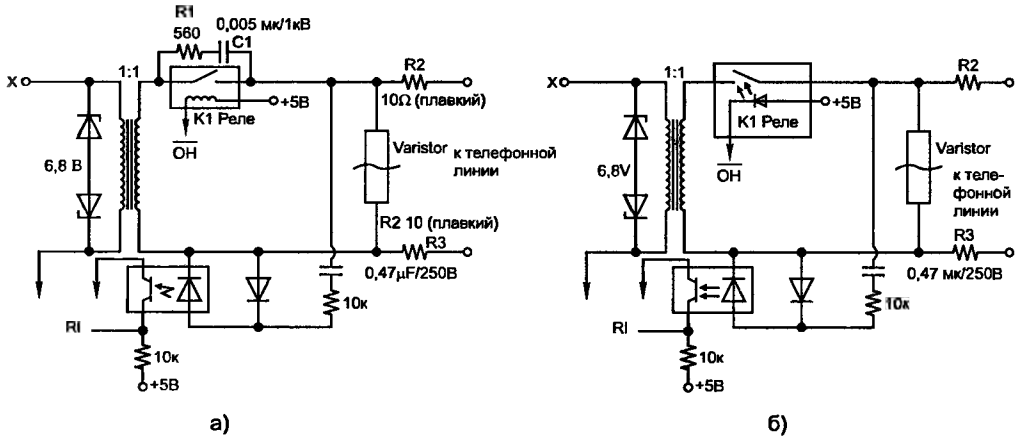 R1
560
0,005 мк/1кВ
C1
X
1:1
R2
10Ω (плавкий)
+5В
K1 Реле
OH
6,8 В
Varistor
к телефонной
линии
R2 10 (плавкий)
R3
0,47µF/250В
10к
RI
10к
+5В
а)
X
1:1
R2
+5В
K1 Реле
OH
6,8V
Varistor
к теле-
фонной
линии
R3
0,47 мк/250В
10к
RI
10к
+5В
б)